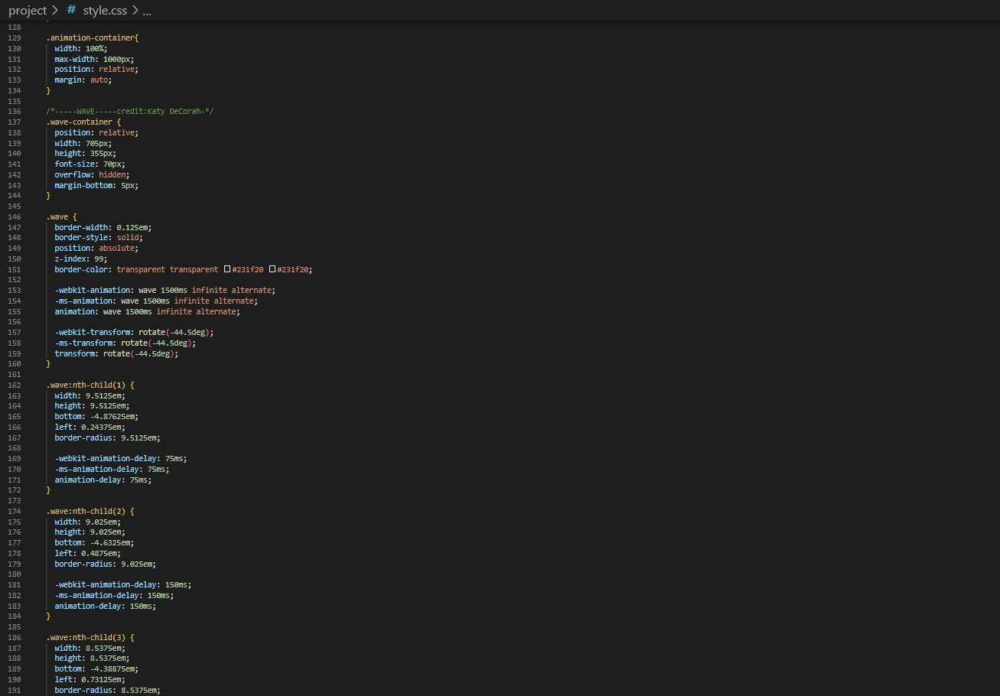 project > # style.css > ...
128
129 .animation-container{
130 width: 100%;
131 max-width: 1000px;
132 position: relative;
133 margin: auto;
134 }
135
136 /*-----WAVE-----credit:Katy DeCorah-*/
137 .wave-container {
138 position: relative;
139 width: 705px;
140 height: 355px;
141 font-size: 70px;
142 overflow: hidden;
143 margin-bottom: 5px;
144 }
145
146 .wave {
147 border-width: 0.125em;
148 border-style: solid;
149 position: absolute;
150 z-index: 99;
151 border-color: transparent transparent #231f20 #231f20;
152
153 -webkit-animation: wave 1500ms infinite alternate;
154 -ms-animation: wave 1500ms infinite alternate;
155 animation: wave 1500ms infinite alternate;
156
157 -webkit-transform: rotate(-44.5deg);
158 -ms-transform: rotate(-44.5deg);
159 transform: rotate(-44.5deg);
160 }
161
162 .wave:nth-child(1) {
163 width: 9.5125em;
164 height: 9.5125em;
165 bottom: -4.87625em;
166 left: 0.24375em;
167 border-radius: 9.5125em;
168
169 -webkit-animation-delay: 75ms;
170 -ms-animation-delay: 75ms;
171 animation-delay: 75ms;
172 }
173
174 .wave:nth-child(2) {
175 width: 9.025em;
176 height: 9.025em;
177 bottom: -4.6325em;
178 left: 0.4875em;
179 border-radius: 9.025em;
180
181 -webkit-animation-delay: 150ms;
182 -ms-animation-delay: 150ms;
183 animation-delay: 150ms;
184 }
185
186 .wave:nth-child(3) {
187 width: 8.5375em;
188 height: 8.5375em;
189 bottom: -4.38875em;
190 left: 0.73125em;
191 border-radius: 8.5375em;